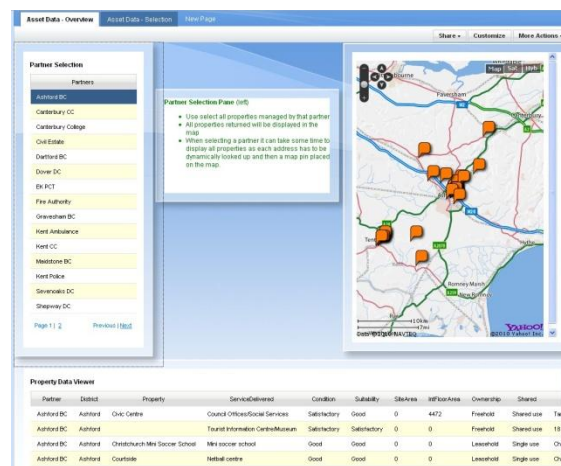 Asset Data - Overview
Asset Data - Selection
New Page
Share
Customize
More Actions
Partner Selection
Partners
Ashford BC
Canterbury CC
Canterbury College
Civil Estate
Dartford BC
Dover DC
EK PCT
Fire Authority
Gravesham BC
Kent Ambulance
Kent CC
Maidstone BC
Kent Police
Sevenoaks DC
Shepway DC
Page 1 | 2
Previous | Next
Partner Selection Pane (left)
Use select all properties managed by that partner
All properties returned will be displayed in the
map
When selecting a partner it can take some time to
display all properties as each address has to be
dynamically looked up and then a map pin placed
on the map.
Map Sat Hyb
Faversham
Romney Marsh
New Romney
YAHOO!
Property Data Viewer
Partner District Property ServiceDelivered Condition Suitability SiteArea IntFloorArea Ownership Shared
Ashford BC Ashford Civic Centre Council Offices/Social Services Satisfactory Good 0 4472 Freehold Shared use
Ashford BC Ashford Tourist Information Centre/Museum Satisfactory Satisfactory 0 0 Freehold Shared use 18
Ashford BC Ashford Christchurch Mini Soccer School Mini soccer school Good Good 0 0 Leasehold Single use Ch
Ashford BC Ashford Courtside Netball centre Good Good 0 0 Leasehold Single use Ch